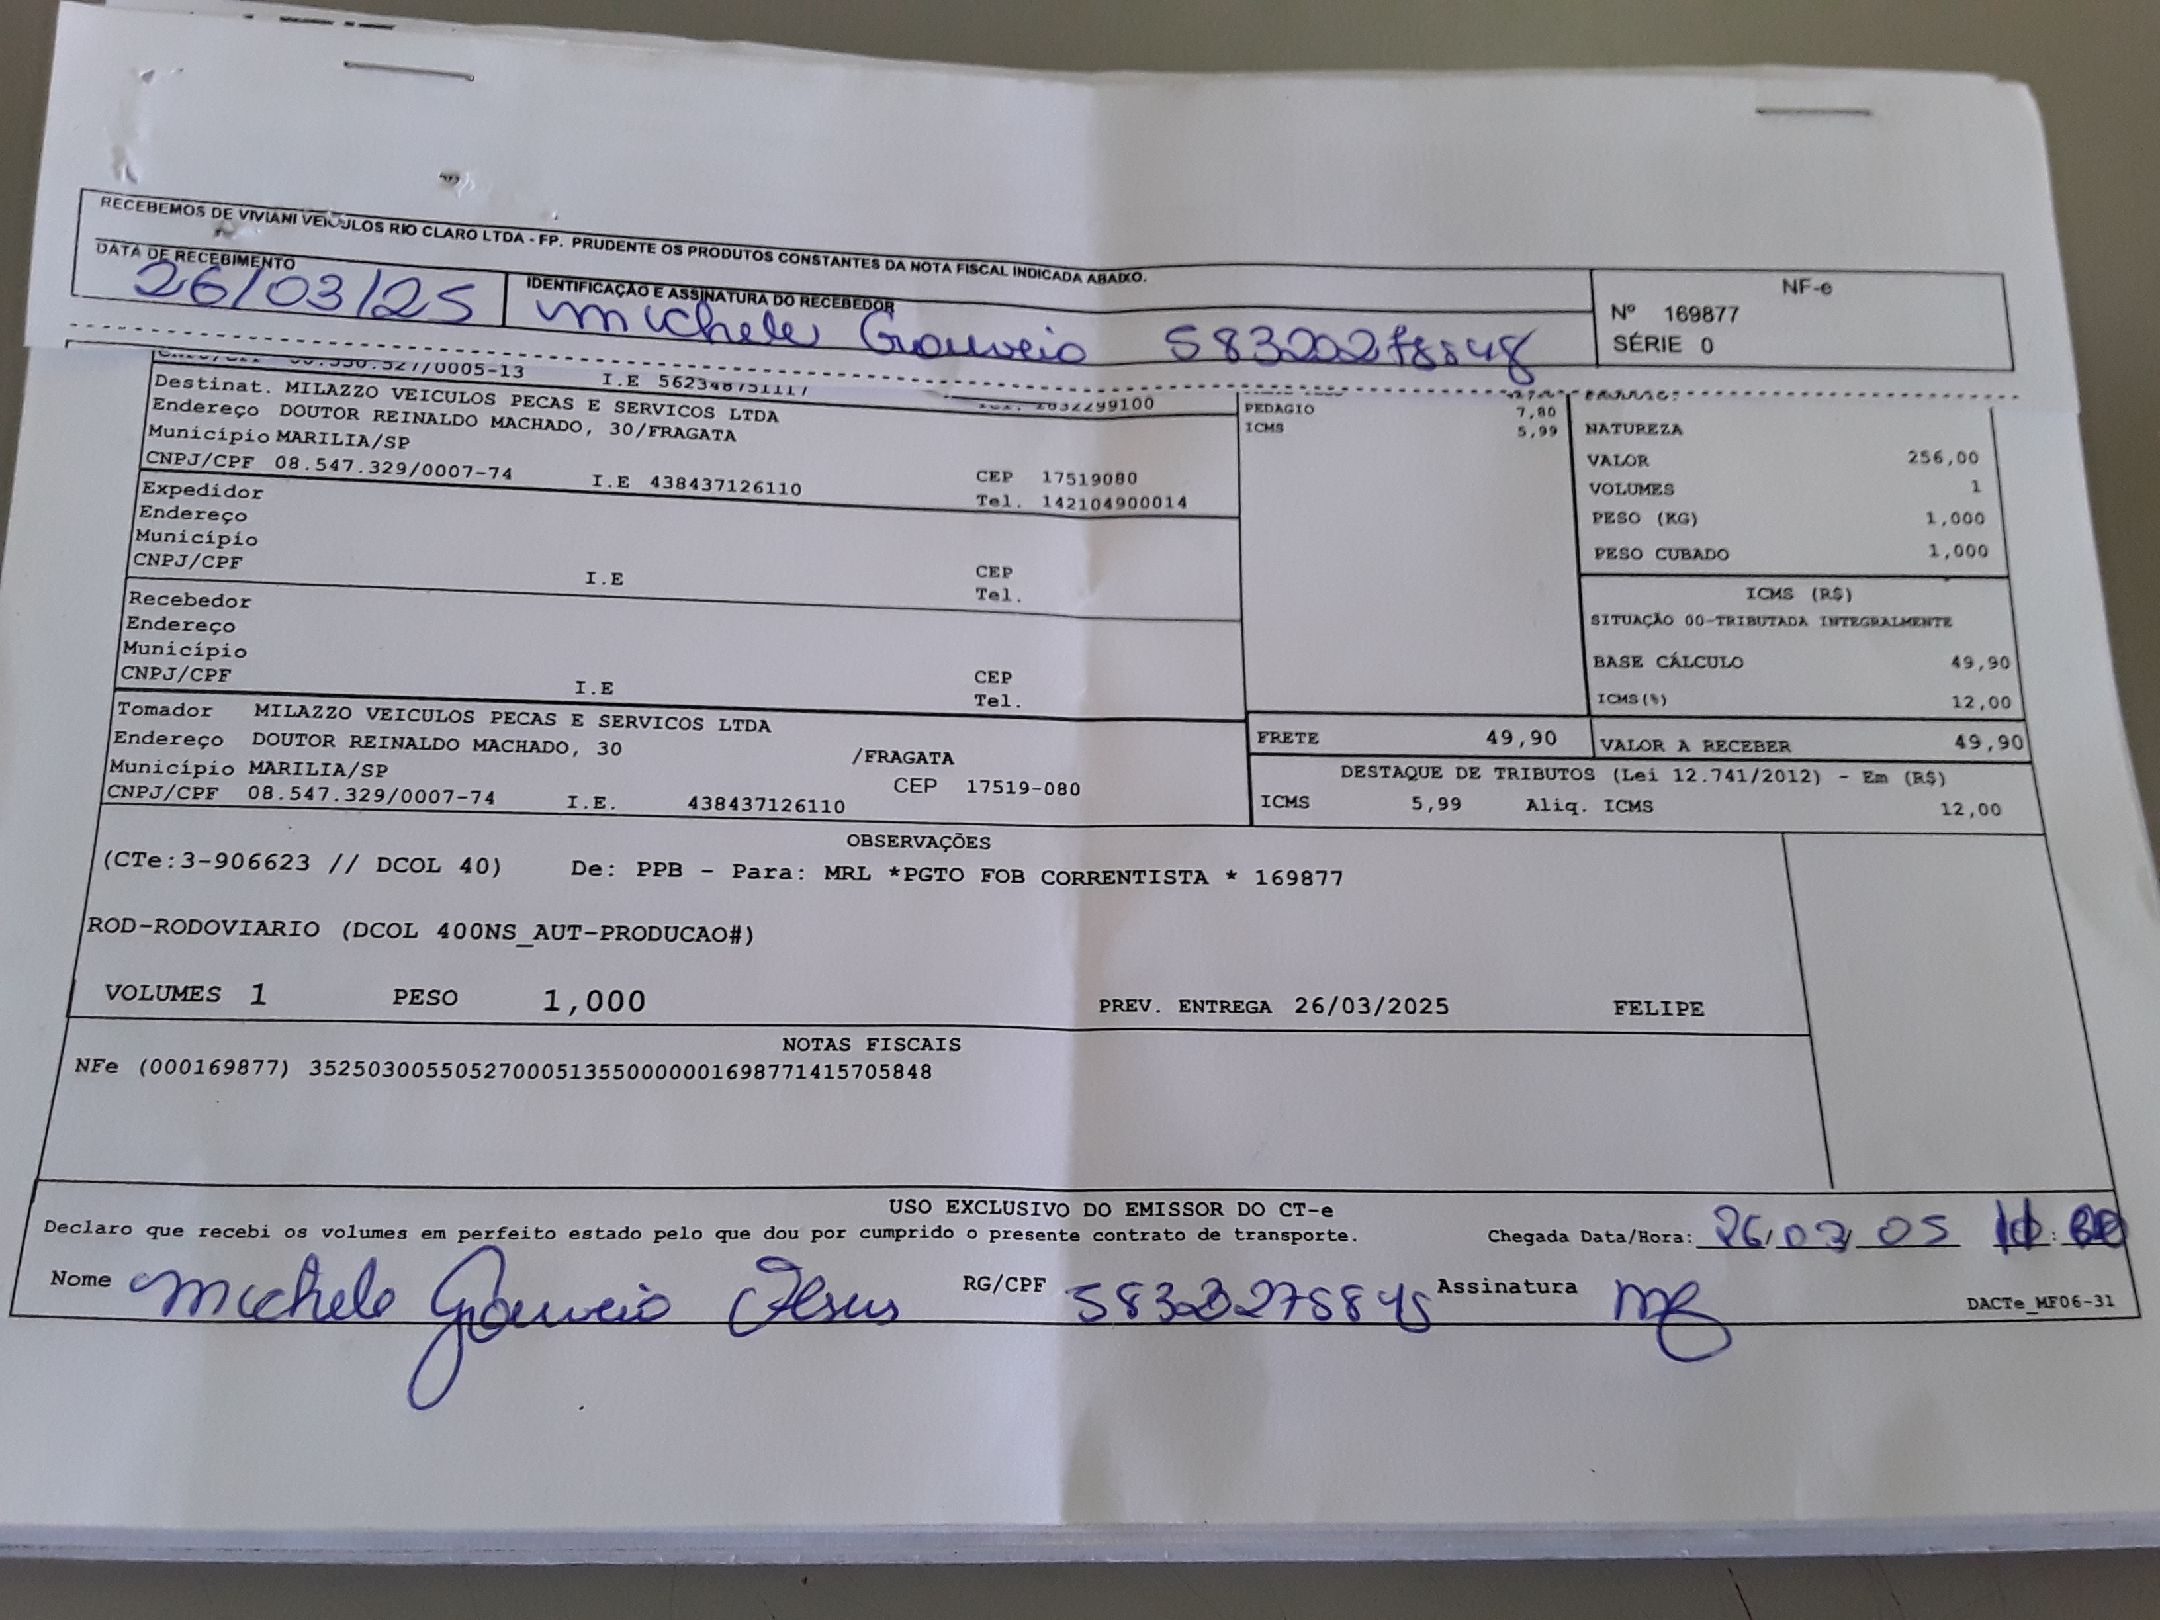 RECEBEMOS DE VIVIANI VEICULOS RIO CLARO LTDA - FP. PRUDENTE OS PRODUTOS CONSTANTES DA NOTA FISCAL INDICADA ABAIXO.
DATA DE RECEBIMENTO
26/03/25
IDENTIFICAÇÃO E ASSINATURA DO RECEBEDOR
Michele Gouveia
NF-e
Nº 169877
SÉRIE 0
Destinat. MILAZZO VEICULOS PECAS E SERVICOS LTDA
Endereço DOUTOR REINALDO MACHADO, 30/FRAGATA
Município MARILIA/SP
CNPJ/CPF 08.547.329/0007-74 I.E 438437126110
CEP 17519080
Tel. 142104900014
Expedidor
Endereço
Município
CNPJ/CPF I.E
CEP
Tel.
Recebedor
Endereço
Município
CNPJ/CPF I.E
CEP
Tel.
Tomador MILAZZO VEICULOS PECAS E SERVICOS LTDA
Endereço DOUTOR REINALDO MACHADO, 30 /FRAGATA
Município MARILIA/SP CEP 17519-080
CNPJ/CPF 08.547.329/0007-74 I.E. 438437126110
PEDAGIO 7,80
ICMS 5,99
NATUREZA
VALOR 256,00
VOLUMES 1
PESO (KG) 1,000
PESO CUBADO 1,000
ICMS (R$)
SITUAÇÃO 00-TRIBUTADA INTEGRALMENTE
BASE CÁLCULO 49,90
ICMS(%) 12,00
FRETE 49,90 VALOR A RECEBER 49,90
DESTAQUE DE TRIBUTOS (Lei 12.741/2012) - Em (R$)
ICMS 5,99 Aliq. ICMS 12,00
OBSERVAÇÕES
(CTe:3-906623 // DCOL 40) De: PPB - Para: MRL *PGTO FOB CORRENTISTA * 169877
ROD-RODOVIARIO (DCOL 400NS_AUT-PRODUCAO#)
VOLUMES 1 PESO 1,000 PREV. ENTREGA 26/03/2025 FELIPE
NOTAS FISCAIS
NFe (000169877) 35250300550527000513550000001698771415705848
USO EXCLUSIVO DO EMISSOR DO CT-e
Declaro que recebi os volumes em perfeito estado pelo que dou por cumprido o presente contrato de transporte. Chegada Data/Hora:
Nome Michele Gouveia Jesus RG/CPF Assinatura
DACTe_MF06-31